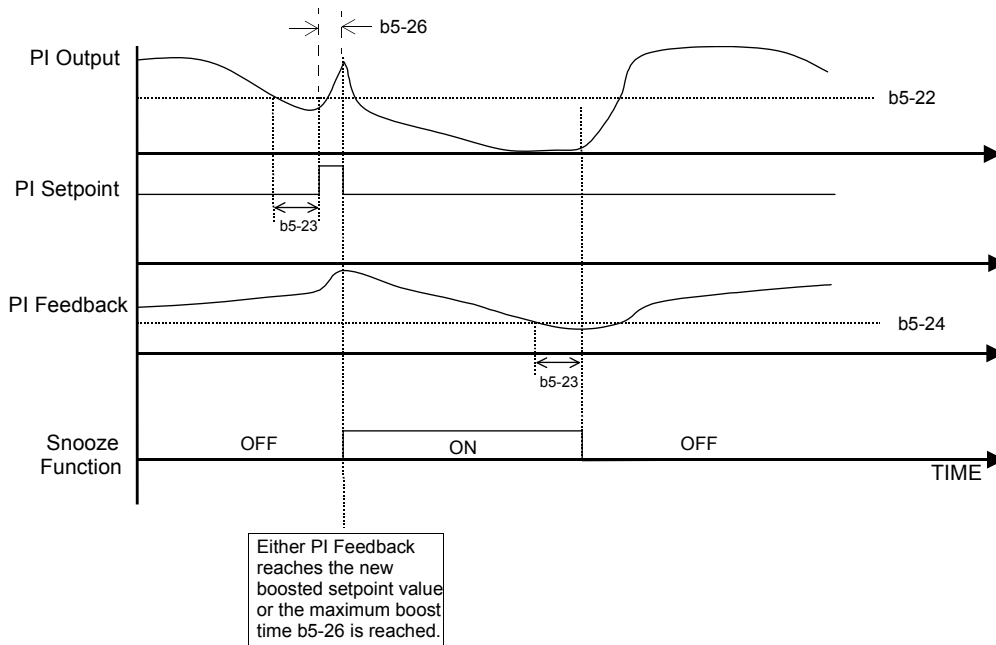 b5-26
PI Output
b5-22
PI Setpoint
b5-23
PI Feedback
b5-24
b5-23
Snooze
Function
OFF
ON
OFF
TIME
Either PI Feedback
reaches the new
boosted setpoint value
or the maximum boost
time b5-26 is reached.